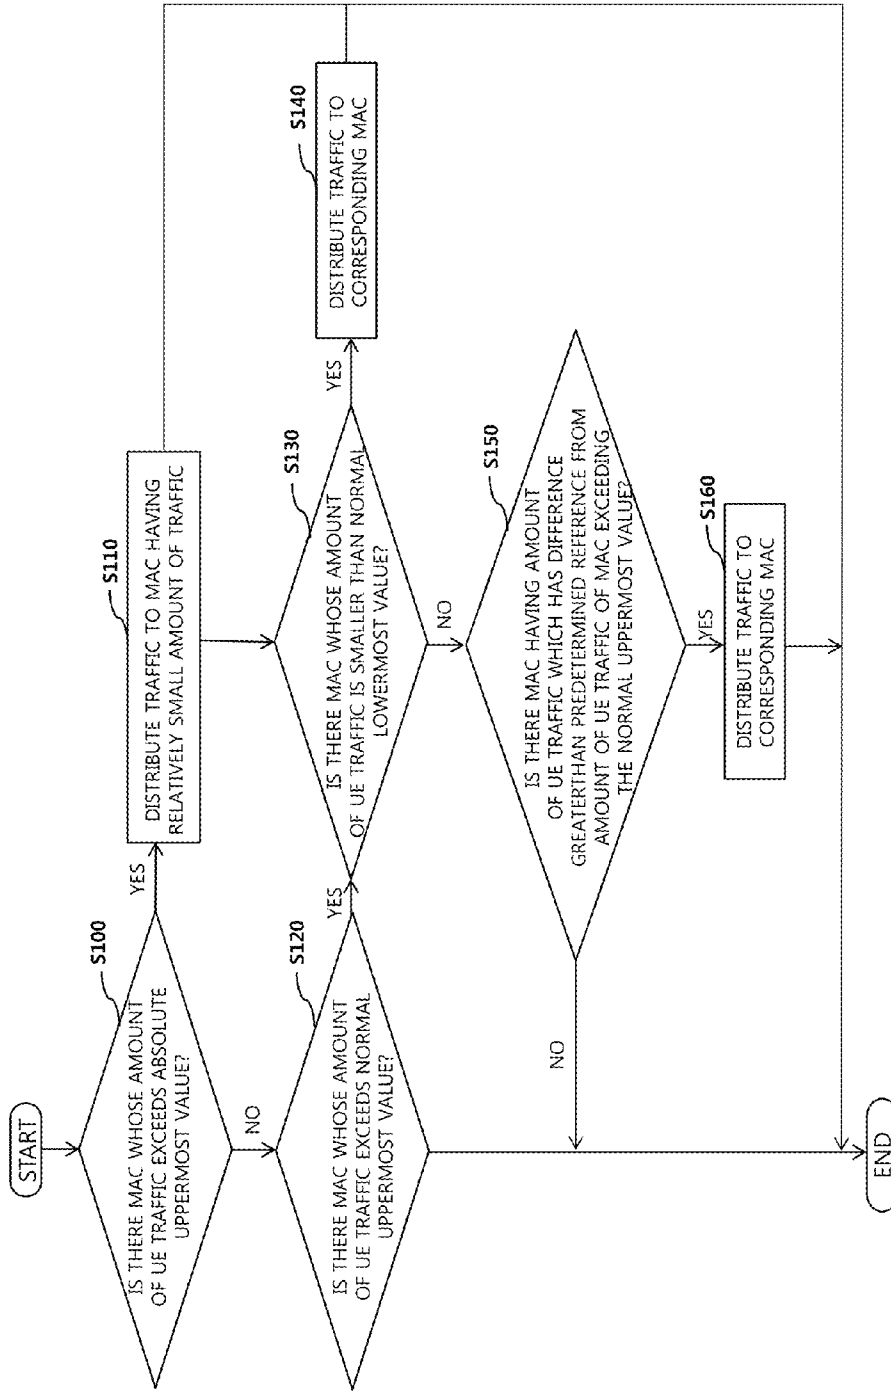 START
IS THERE MAC WHOSE AMOUNT
OF UE TRAFFIC EXCEEDS ABSOLUTE
UPPERMOST VALUE?
S100
YES
NO
DISTRIBUTE TRAFFIC TO MAC HAVING
RELATIVELY SMALL AMOUNT OF TRAFFIC
S110
IS THERE MAC WHOSE AMOUNT
OF UE TRAFFIC EXCEEDS NORMAL
UPPERMOST VALUE?
S120
YES
IS THERE MAC WHOSE AMOUNT
OF UE TRAFFIC IS SMALLER THAN NORMAL
LOWERMOST VALUE?
S130
YES
NO
DISTRIBUTE TRAFFIC TO
CORRESPONDING MAC
S140
IS THERE MAC HAVING AMOUNT
OF UE TRAFFIC WHICH HAS DIFFERENCE
GREATERTHAN PREDETERMINED REFERENCE FROM
AMOUNT OF UE TRAFFIC OF MAC EXCEEDING
THE NORMAL UPPERMOST VALUE?
S150
NO
YES
DISTRIBUTE TRAFFIC TO
CORRESPONDING MAC
S160
END